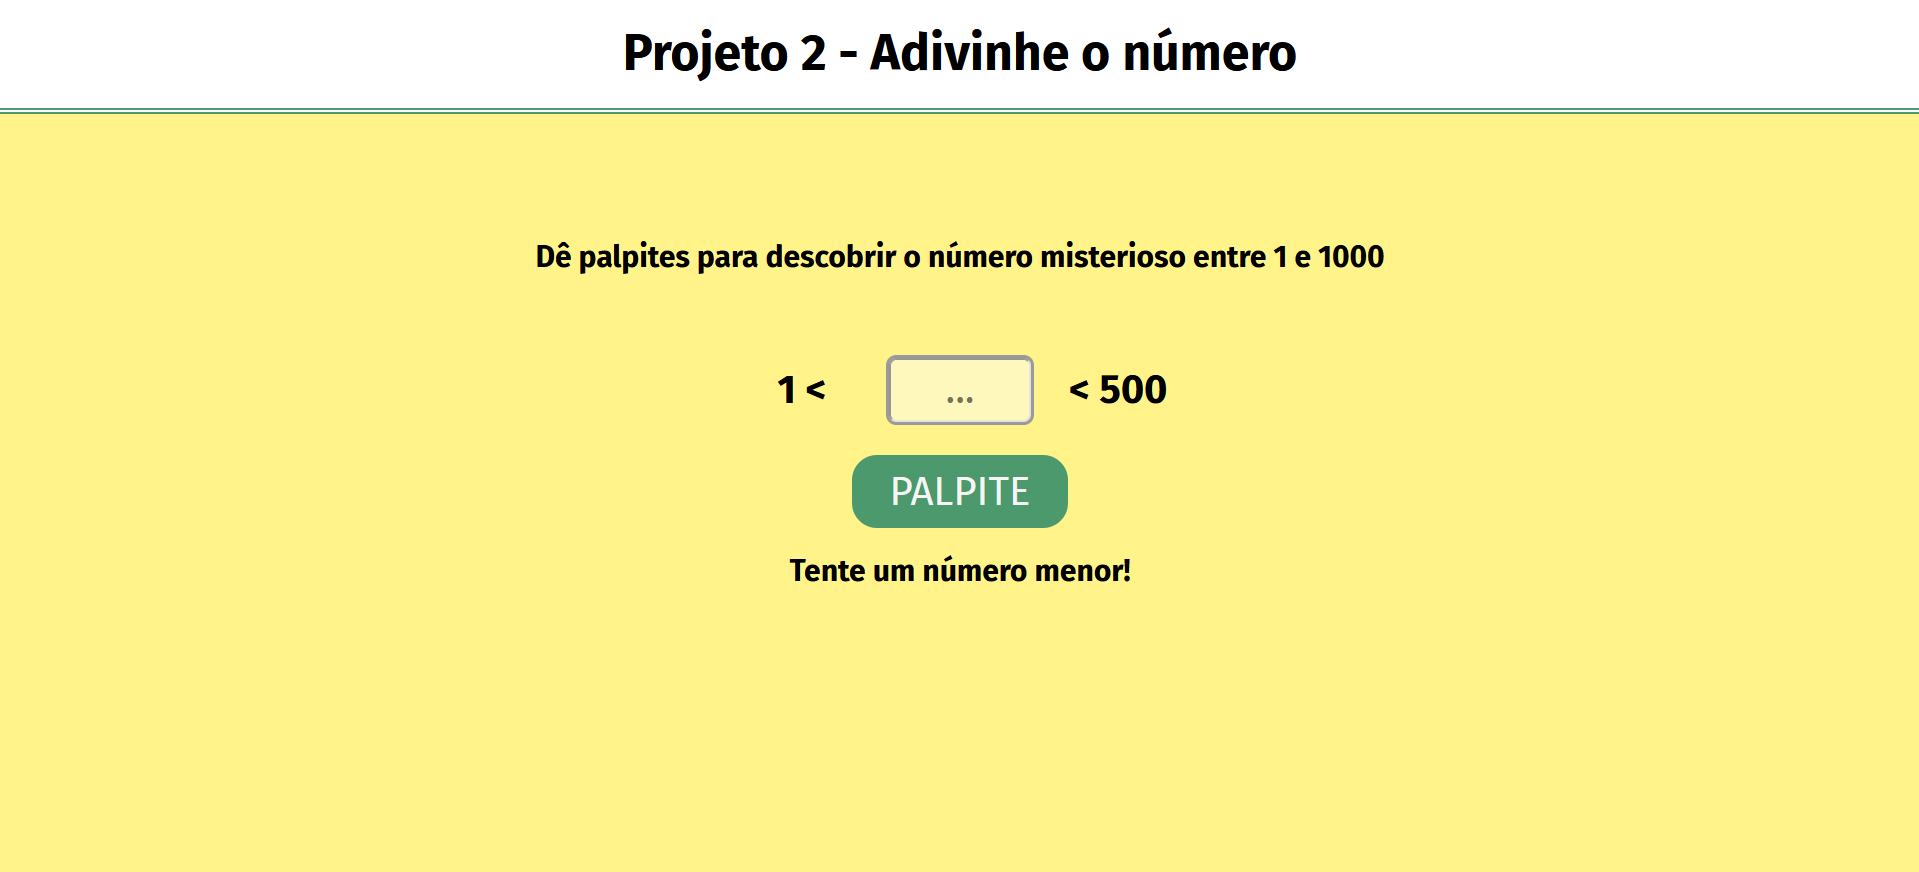 Projeto 2 - Adivinhe o número
Dê palpites para descobrir o número misterioso entre 1 e 1000
1 < ... < 500
PALPITE
Tente um número menor!